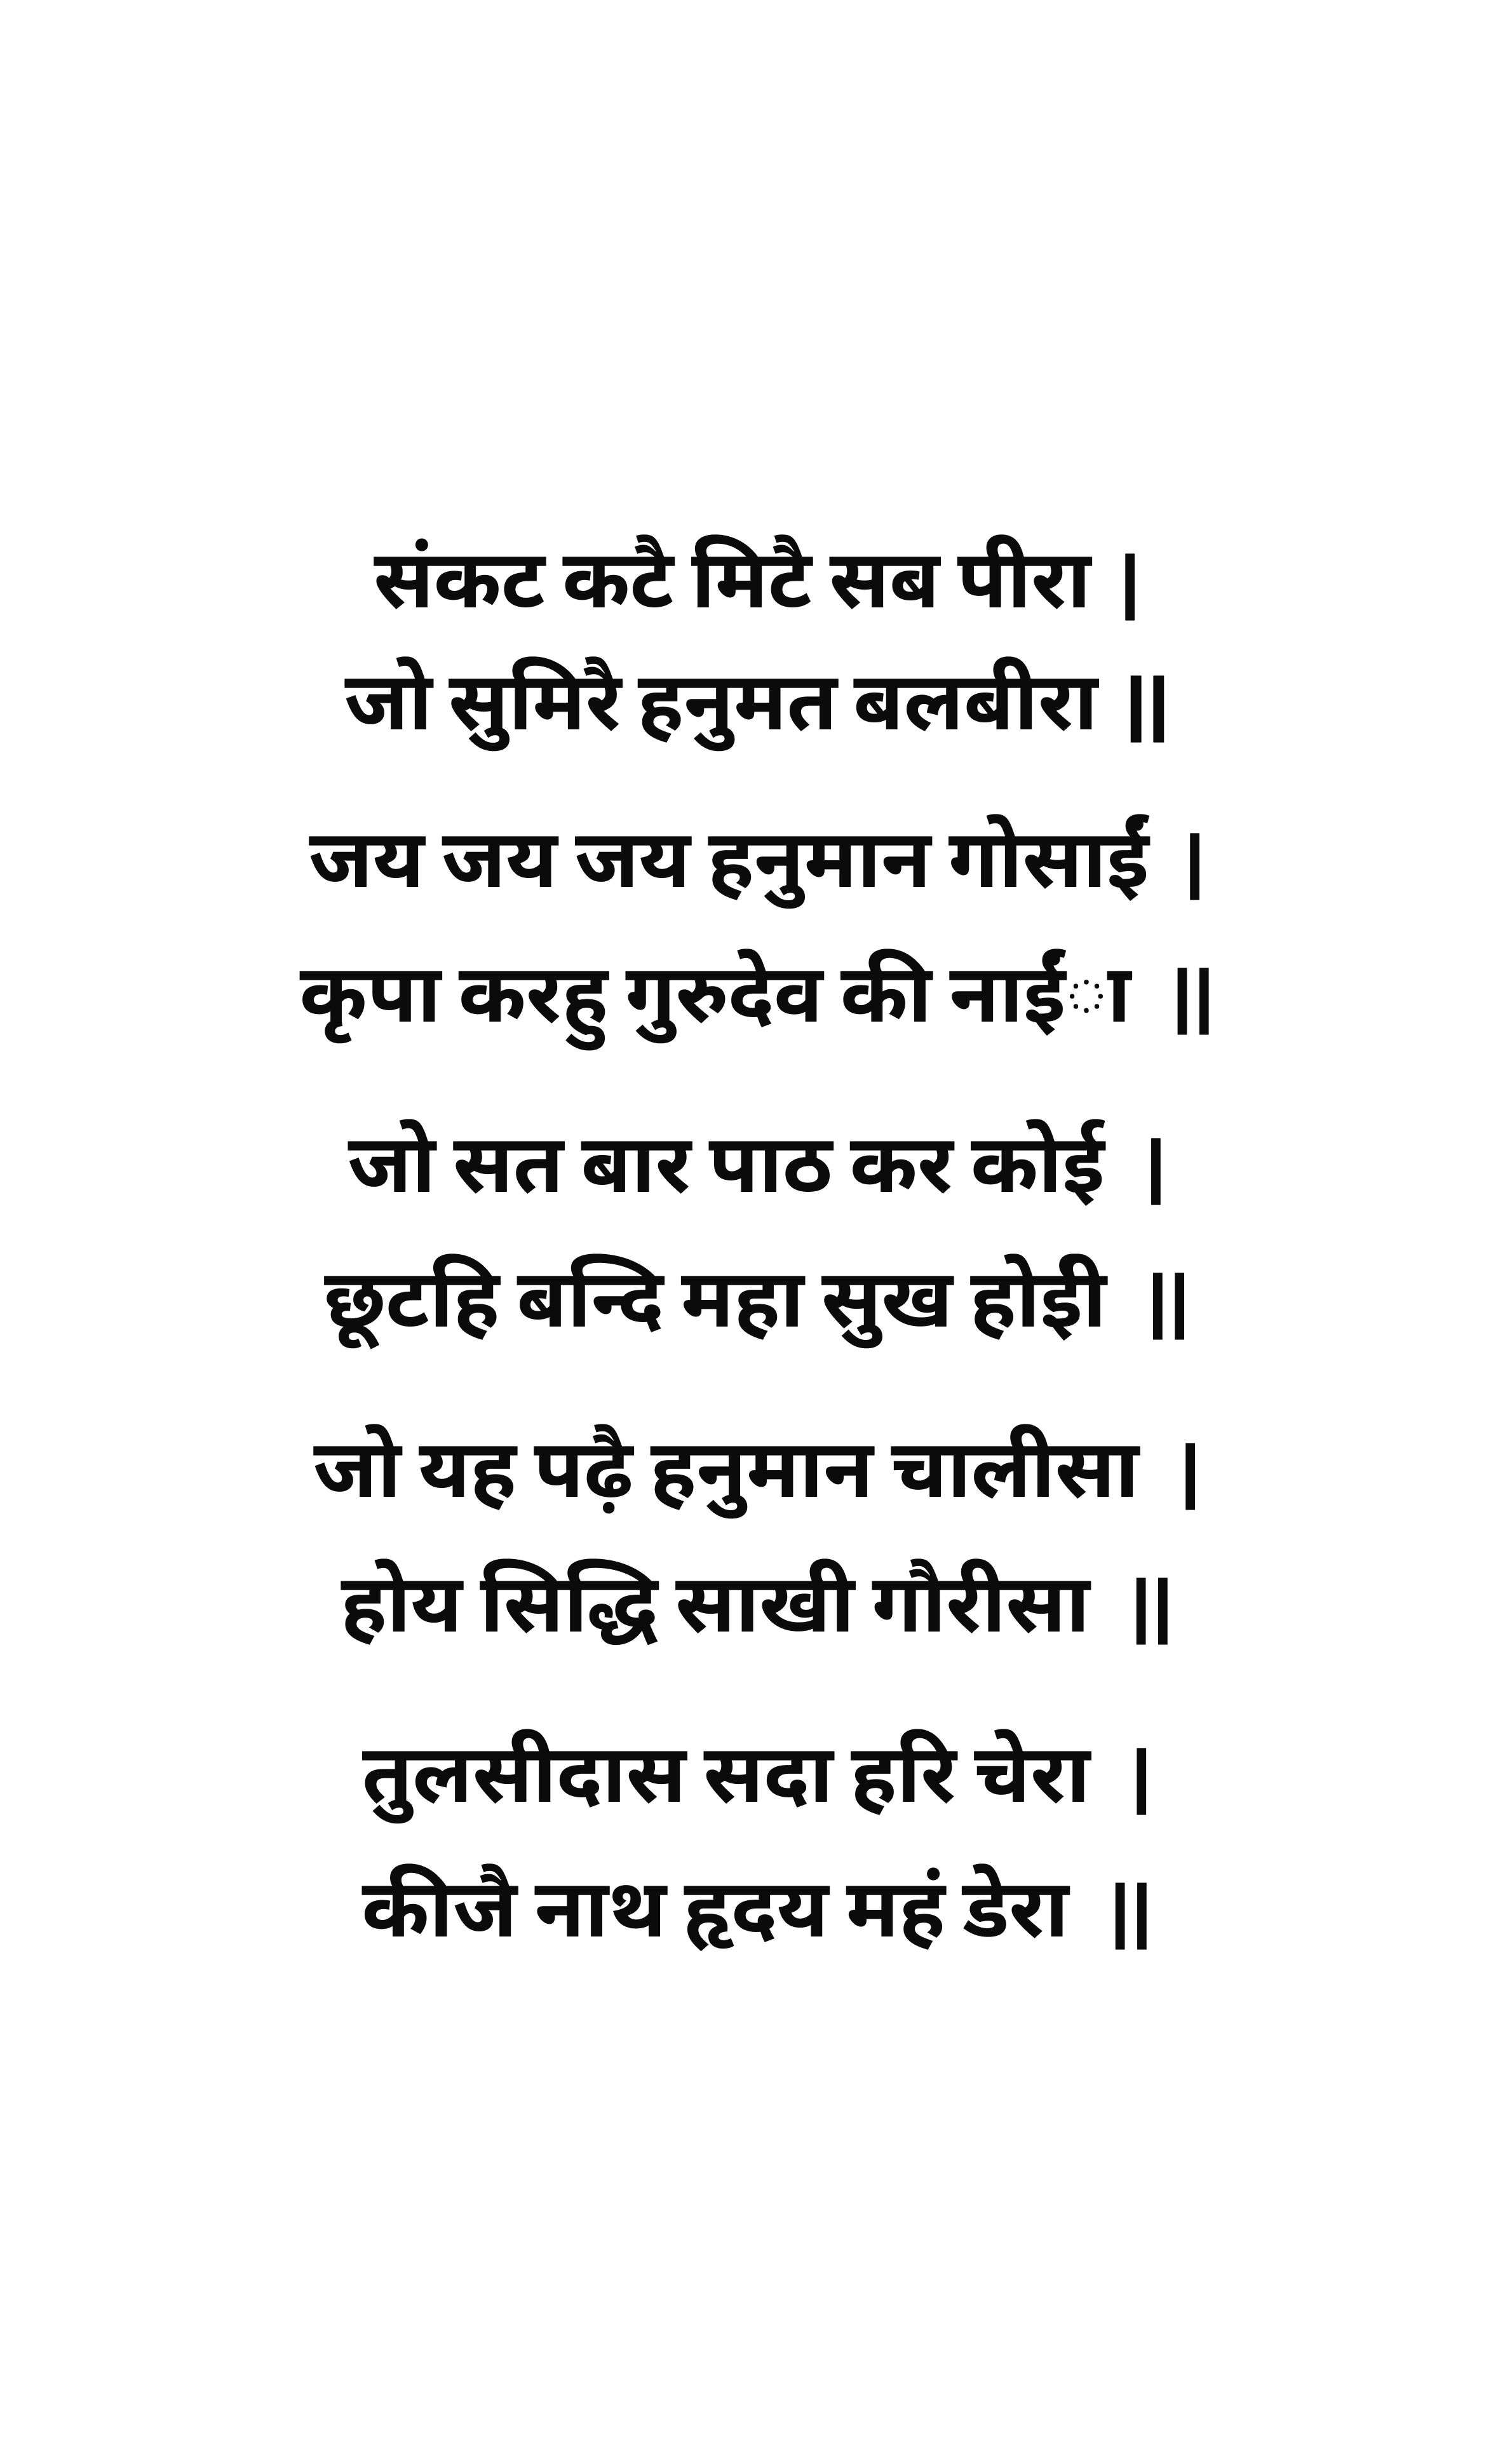 संकट कटै मिटै सब पीरा |
जो सुमिरै हनुमत बलबीरा ||
जय जय जय हनुमान गोसाई |
कृपा करहु गुरुदेव की नाईा ||
जो सत बार पाठ कर कोई |
छूटहि बन्दि महा सुख होइी ||
जो यह पढ़ै हनुमान चालीसा |
होय सिद्धि साखी गौरीसा ||
तुलसीदास सदा हरि चेरा |
कीजै नाथ हृदय महं डेरा ||